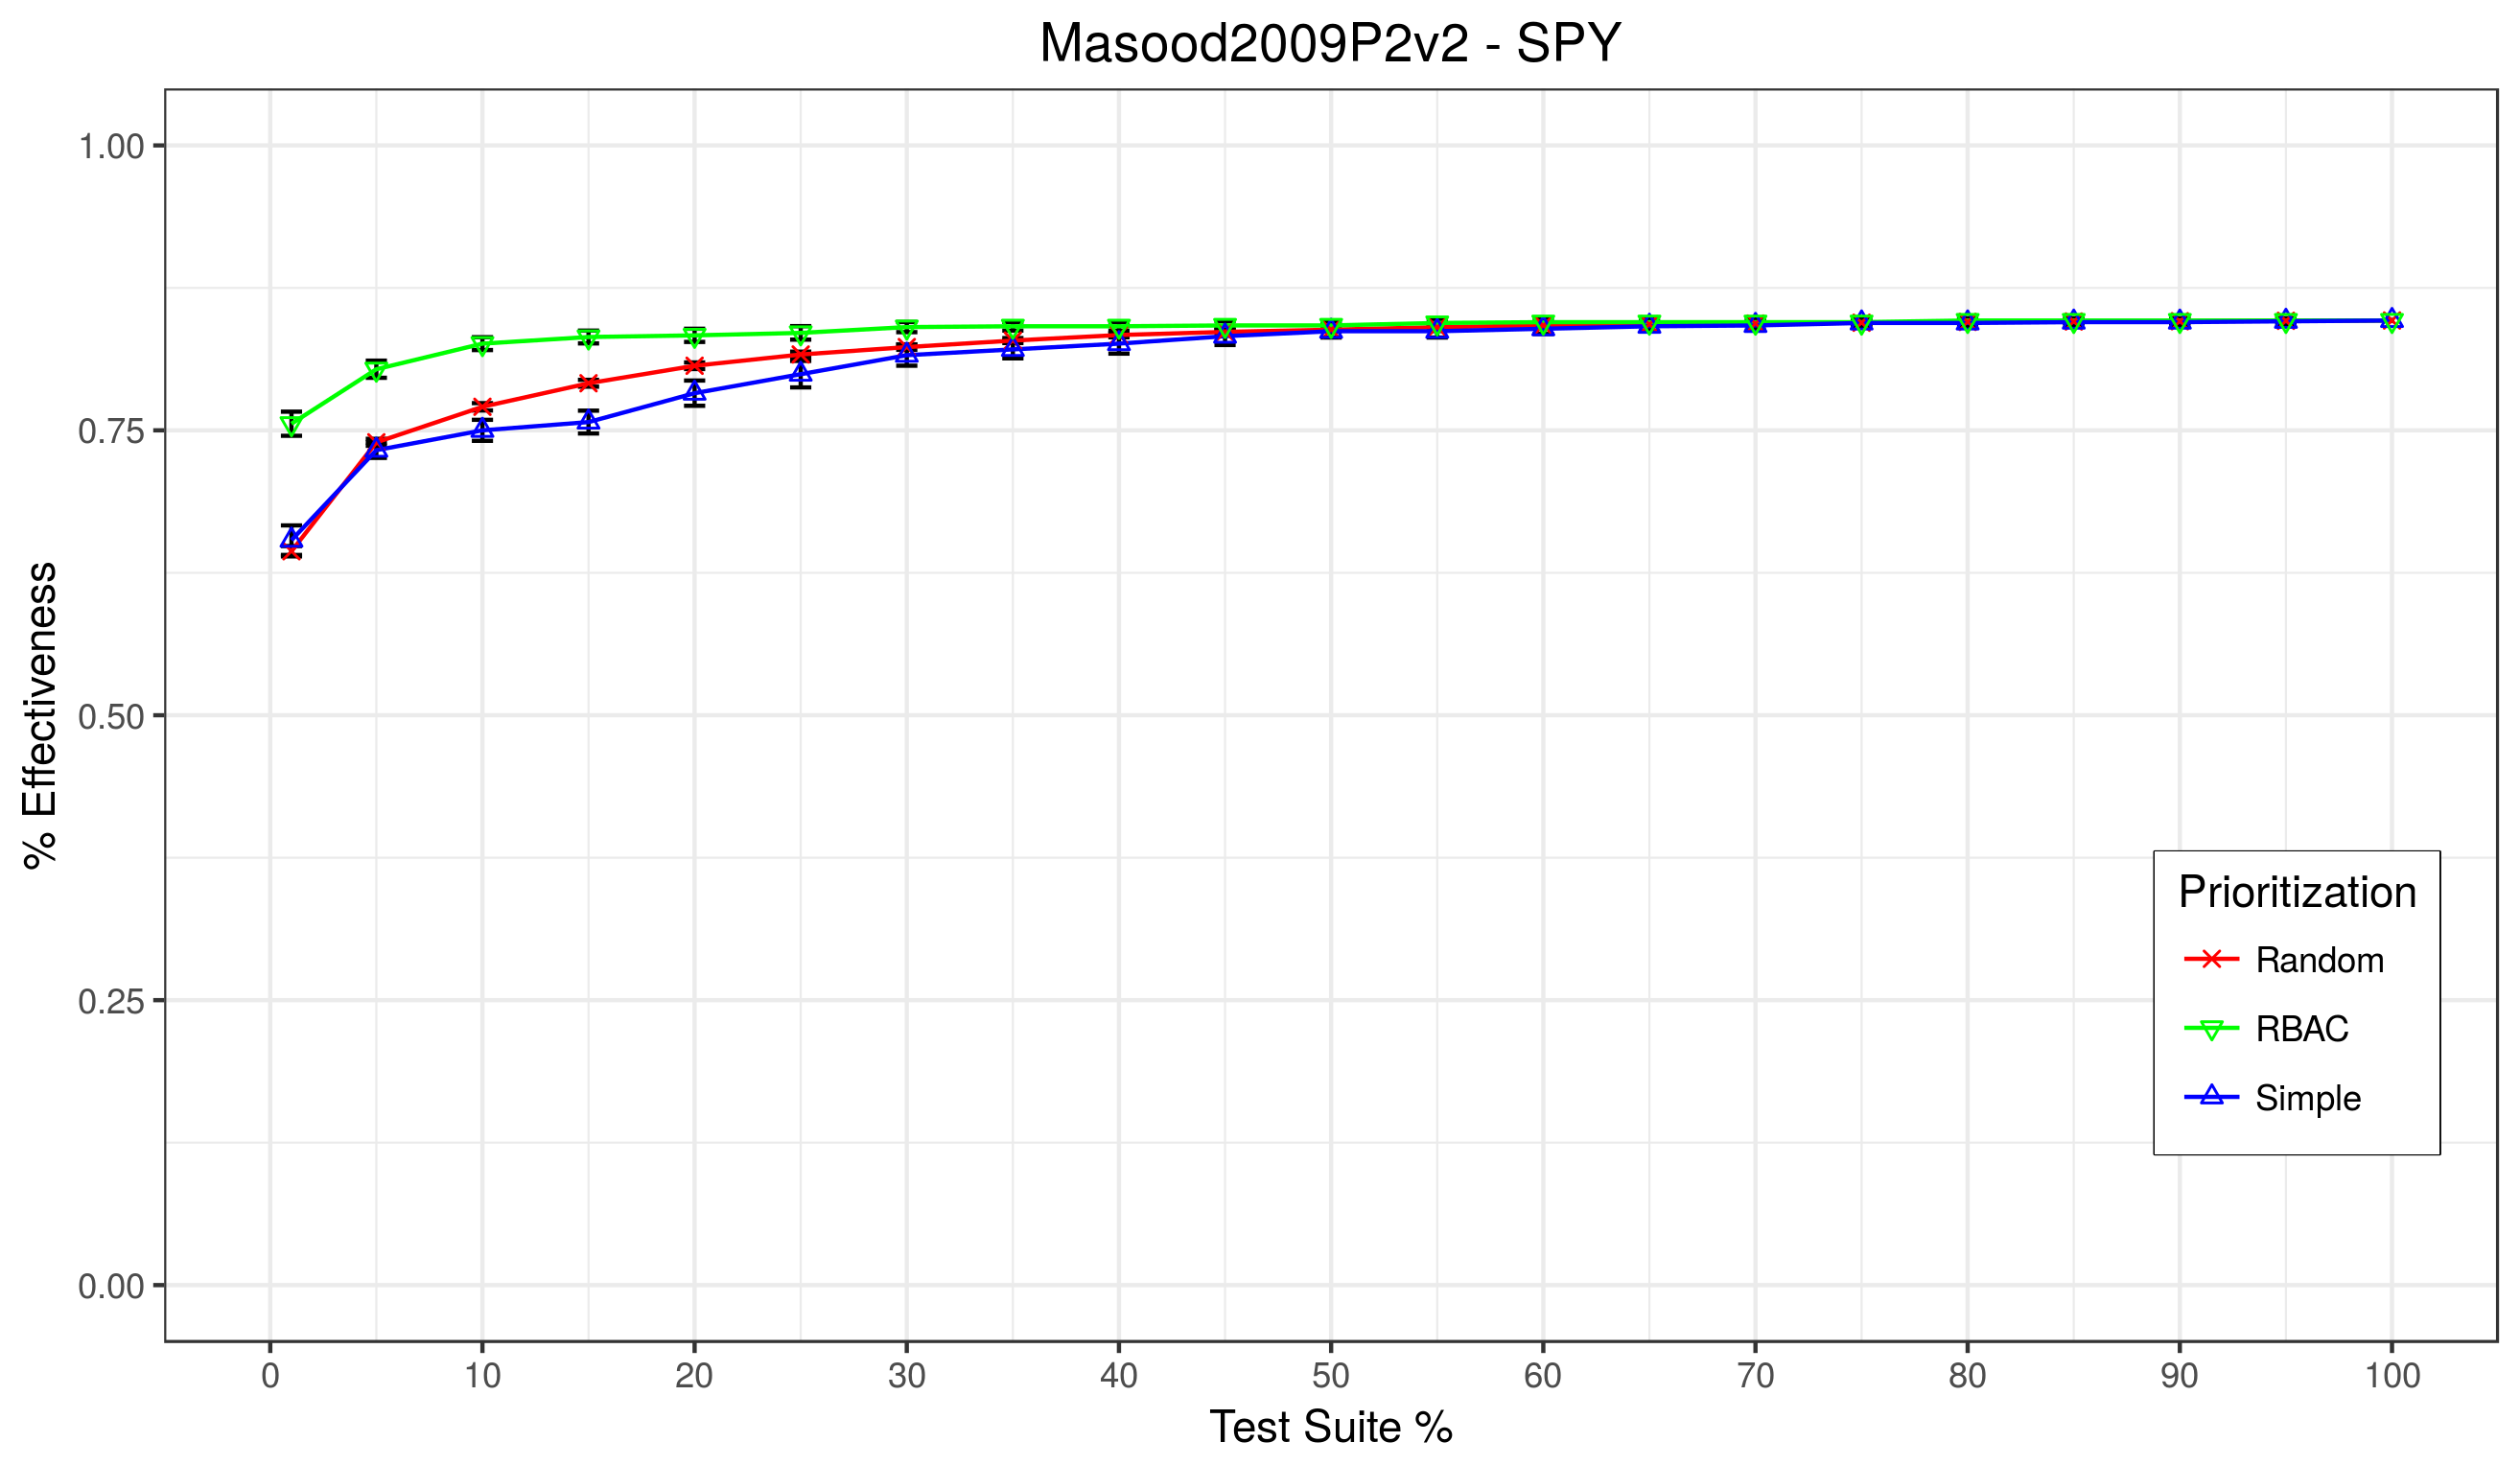 Masood2009P2v2 - SPY
% Effectiveness
1.00
0.75
0.50
0.25
0.00
Prioritization
Random
RBAC
Simple
0 10 20 30 40 50 60 70 80 90 100
Test Suite %